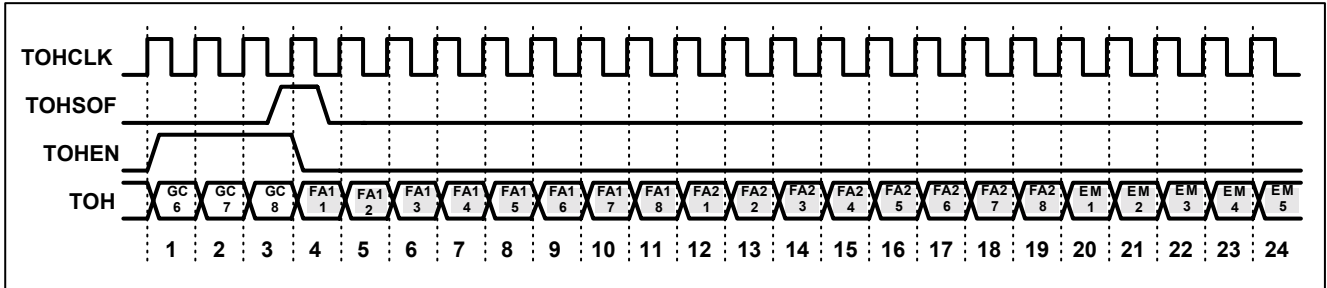 TOHCLK
TOHSOF
TOHEN
TOH
GC 6 GC 7 GC 8 FA1 1 FA1 2 FA1 3 FA1 4 FA1 5 FA1 6 FA1 7 FA1 8 FA2 1 FA2 2 FA2 3 FA2 4 FA2 5 FA2 6 FA2 7 FA2 8 EM 1 EM 2 EM 3 EM 4 EM 5
1 2 3 4 5 6 7 8 9 10 11 12 13 14 15 16 17 18 19 20 21 22 23 24